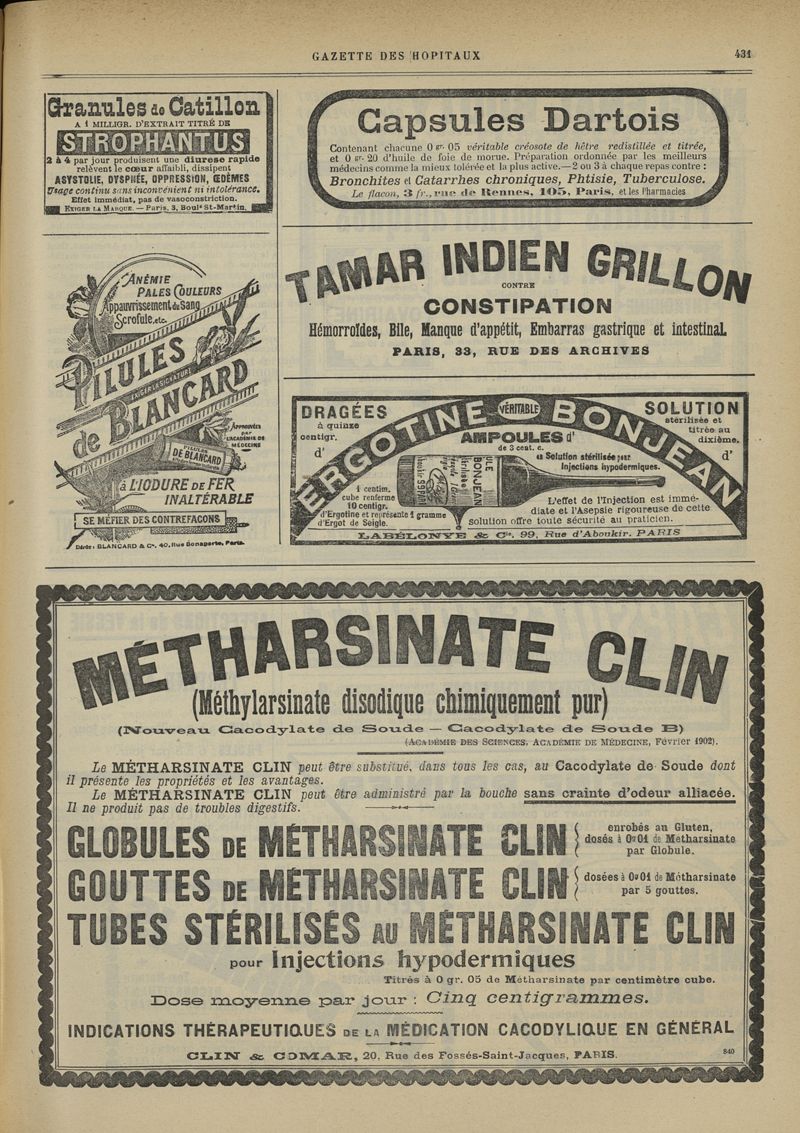 GAZETTE DES HOPITAUX
431
Granules de Catillon
A 1 MILLIGR. D'EXTRAIT TITRÉ DE
STROPHANTUS
2 à 4 par jour produisent une diurese rapide
relèvent le cœur affaibli, dissipent
ASYSTOLIE, DYSPNÉE, OPPRESSION, ŒDÈMES
Usage continu sans inconvénient ni intolérance.
Effet immédiat, pas de vasoconstriction.
EXIGER LA MARQUE. — Paris, 3, Boulᵈ St-Martin.
Capsules Dartois
Contenant chacune 0 gr. 05 véritable créosote de hêtre redistillée et titrée,
et 0 gr. 20 d'huile de foie de morue. Préparation ordonnée par les meilleurs
médecins comme la mieux tolérée et la plus active.—2 ou 3 à chaque repas contre :
Bronchites et Catarrhes chroniques, Phtisie, Tuberculose.
Le flacon, 3 fr., rue de Rennes, 105, Paris, et les Pharmacies
TAMAR INDIEN GRILLON
CONTRE
CONSTIPATION
Hémorroïdes, Bile, Manque d'appétit, Embarras gastrique et intestinal.
PARIS, 33, RUE DES ARCHIVES
ANÉMIE
PALES COULEURS
Appauvrissement du Sang
Scrofule, etc.
PILULES
EXIGER LA SIGNATURE
de BLANCARD
Approuvées
par
L'ACADÉMIE DE
MÉDECINE
PILULES
DE BLANCARD
à L'IODURE DE FER
INALTÉRABLE
SE MÉFIER DES CONTREFAÇONS
Dépôt : BLANCARD & Cⁱᵉ, 40, Rue Bonaparte, Paris.
DRAGÉES
à quinze
centigr.
d'
ERGOTINE VÉRITABLE BONJEAN
SOLUTION
stérilisée et
titrée au
dixième.
d'
AMPOULES d'
de 3 cent. c.
en Solution stérilisée pour
Injections hypodermiques.
1 centim.
cube renferme
10 centigr.
d'Ergotine et représente 1 gramme
d'Ergot de Seigle.
L'effet de l'Injection est immé-
diate et l'Asepsie rigoureuse de cette
solution offre toute sécurité au praticien.
LABÉLONYE & Cⁱᵉ, 99, Rue d'Aboukir, PARIS
MÉTHARSINATE CLIN
(Méthylarsinate disodique chimiquement pur)
(Nouveau Cacodylate de Soude — Cacodylate de Soude B)
(ACADÉMIE DES SCIENCES, ACADÉMIE DE MÉDECINE, Février 1902).
Le MÉTHARSINATE CLIN peut être substitué, dans tous les cas, au Cacodylate de Soude dont
il présente les propriétés et les avantages.
Le MÉTHARSINATE CLIN peut être administré par la bouche sans crainte d'odeur alliacée.
Il ne produit pas de troubles digestifs.
GLOBULES DE MÉTHARSINATE CLIN
enrobés au Gluten,
dosés à 0gr01 de Métharsinate
par Globule.
GOUTTES DE MÉTHARSINATE CLIN
dosées à 0gr01 de Métharsinate
par 5 gouttes.
TUBES STÉRILISÉS AU MÉTHARSINATE CLIN
pour Injections hypodermiques
Titrés à 0 gr. 05 de Métharsinate par centimètre cube.
Dose moyenne par jour : Cinq centigrammes.
INDICATIONS THÉRAPEUTIQUES DE LA MÉDICATION CACODYLIQUE EN GÉNÉRAL
CLIN & COMAR, 20, Rue des Fossés-Saint-Jacques, PARIS.
840